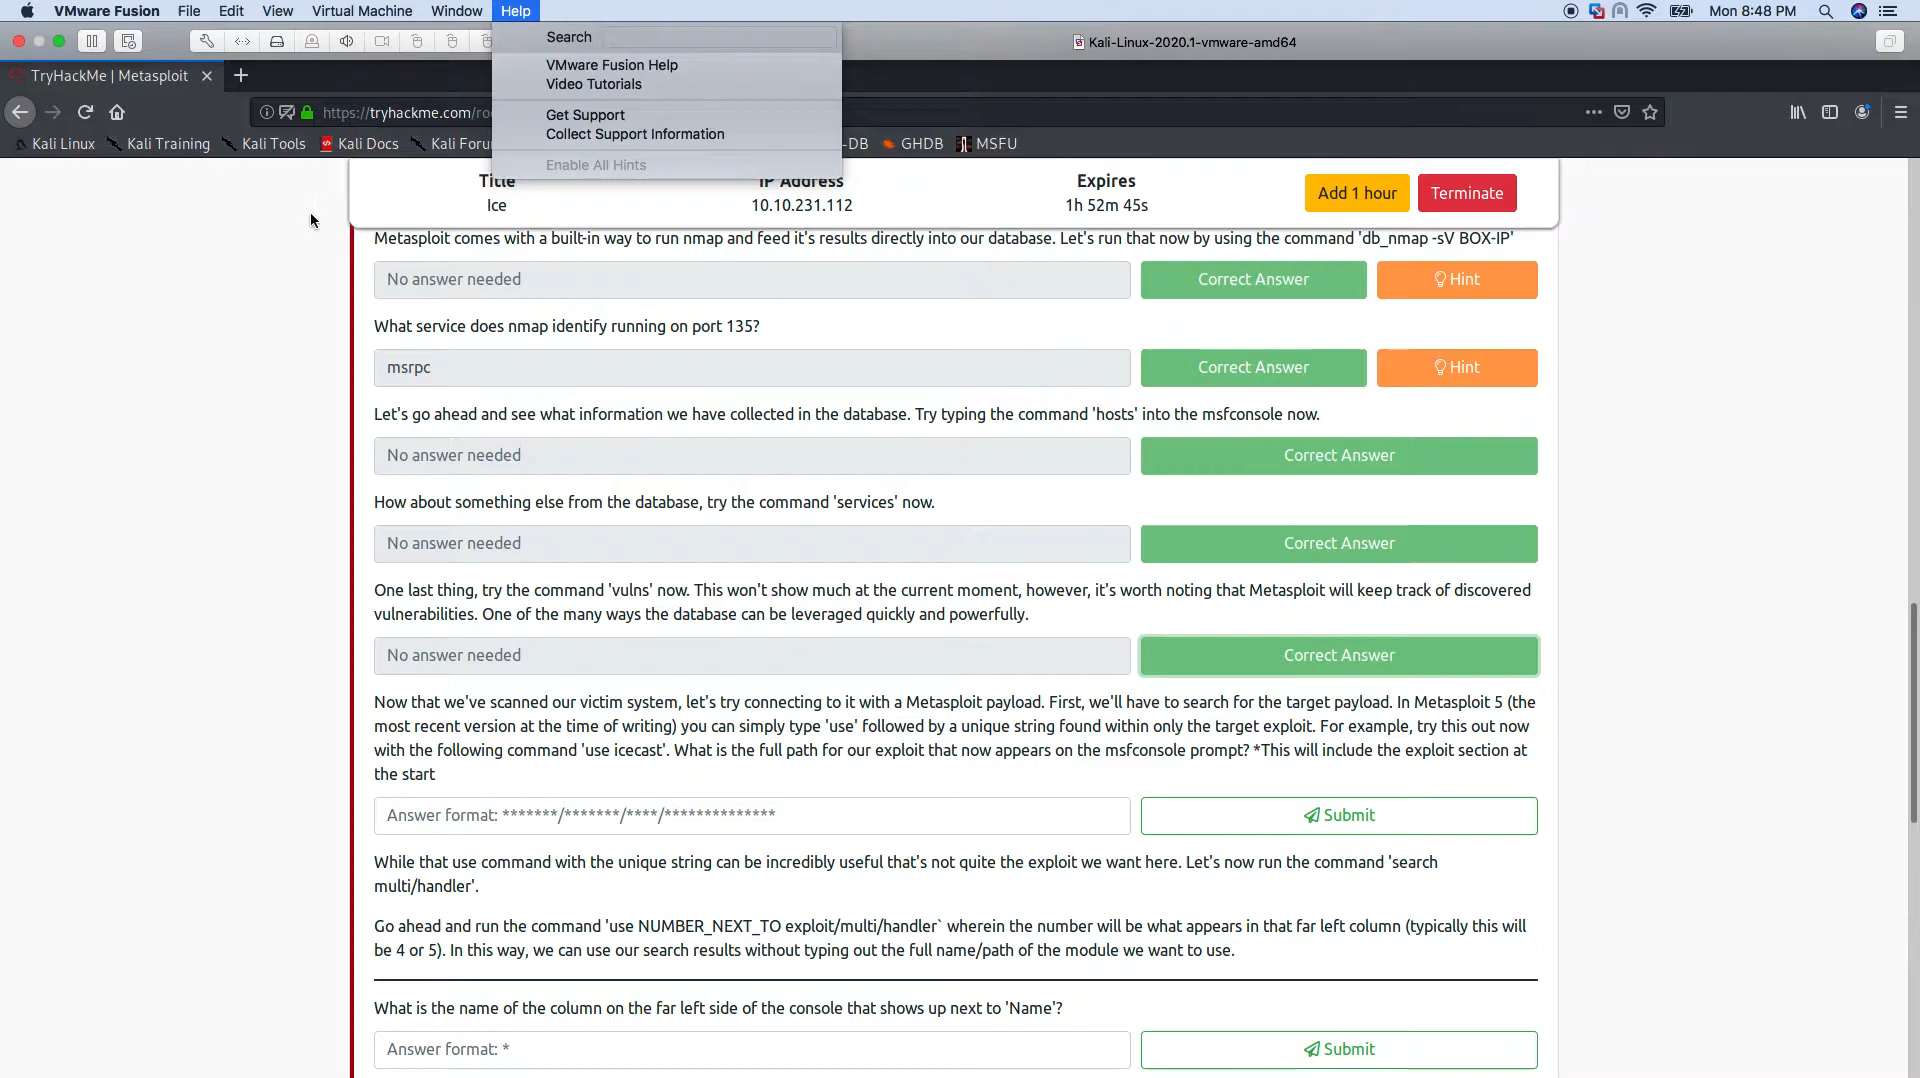 VMware Fusion File Edit View Virtual Machine Window Help Mon 8:48 PM
Search
Kali-Linux-2020.1-vmware-amd64
VMware Fusion Help
TryHackMe | Metasploit
Video Tutorials
https://tryhackme.com/ro
Get Support
Collect Support Information
Kali Linux Kali Training Kali Tools Kali Docs Kali Foru -DB GHDB MSFU
Enable All Hints
Title IP Address Expires
Ice 10.10.231.112 1h 52m 45s Add 1 hour Terminate
Metasploit comes with a built-in way to run nmap and feed it's results directly into our database. Let's run that now by using the command 'db_nmap -sV BOX-IP'
No answer needed Correct Answer Hint
What service does nmap identify running on port 135?
msrpc Correct Answer Hint
Let's go ahead and see what information we have collected in the database. Try typing the command 'hosts' into the msfconsole now.
No answer needed Correct Answer
How about something else from the database, try the command 'services' now.
No answer needed Correct Answer
One last thing, try the command 'vulns' now. This won't show much at the current moment, however, it's worth noting that Metasploit will keep track of discovered
vulnerabilities. One of the many ways the database can be leveraged quickly and powerfully.
No answer needed Correct Answer
Now that we've scanned our victim system, let's try connecting to it with a Metasploit payload. First, we'll have to search for the target payload. In Metasploit 5 (the
most recent version at the time of writing) you can simply type 'use' followed by a unique string found within only the target exploit. For example, try this out now
with the following command 'use icecast'. What is the full path for our exploit that now appears on the msfconsole prompt? *This will include the exploit section at
the start
Answer format: *******/*******/****/************** Submit
While that use command with the unique string can be incredibly useful that's not quite the exploit we want here. Let's now run the command 'search
multi/handler'.
Go ahead and run the command 'use NUMBER_NEXT_TO exploit/multi/handler` wherein the number will be what appears in that far left column (typically this will
be 4 or 5). In this way, we can use our search results without typing out the full name/path of the module we want to use.
What is the name of the column on the far left side of the console that shows up next to 'Name'?
Answer format: * Submit